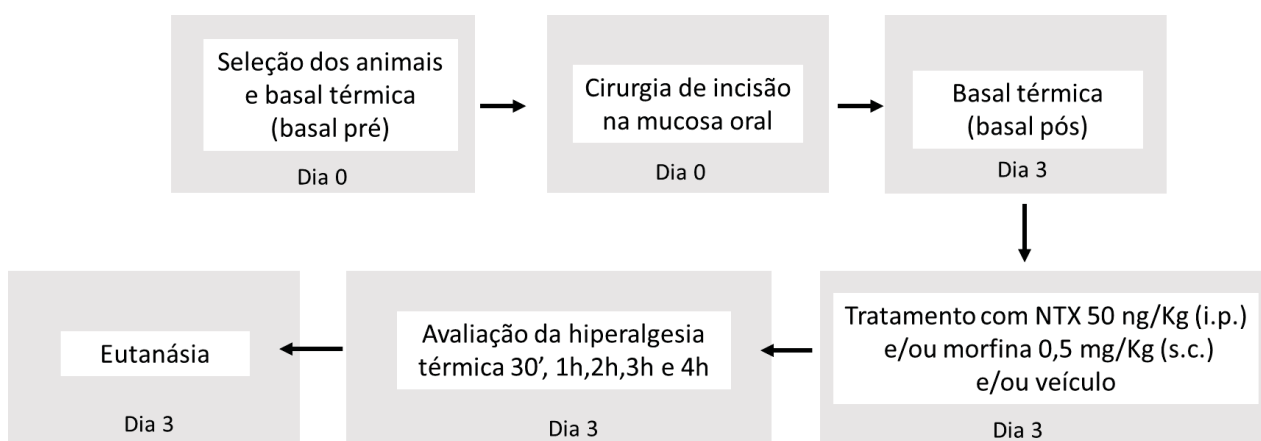 Seleção dos animais
e basal térmica
(basal pré)
Dia 0
Cirurgia de incisão
na mucosa oral
Dia 0
Basal térmica
(basal pós)
Dia 3
Tratamento com NTX 50 ng/Kg (i.p.)
e/ou morfina 0,5 mg/Kg (s.c.)
e/ou veículo
Dia 3
Avaliação da hiperalgesia
térmica 30’, 1h,2h,3h e 4h
Dia 3
Eutanásia
Dia 3